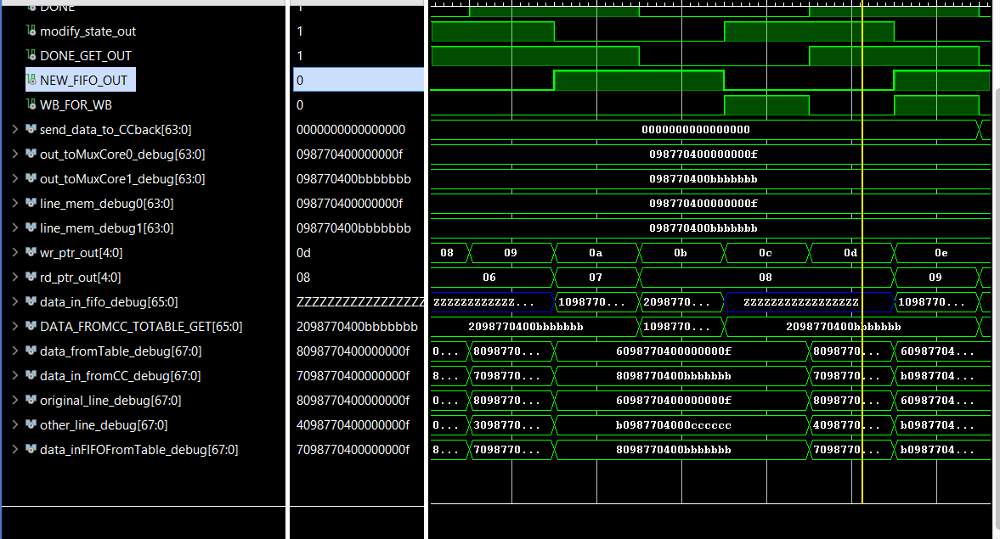 DONE 1
modify_state_out 1
DONE_GET_OUT 1
NEW_FIFO_OUT 0
WB_FOR_WB 0
send_data_to_CCback[63:0] 0000000000000000 0000000000000000
out_toMuxCore0_debug[63:0] 098770400000000f 098770400000000f
out_toMuxCore1_debug[63:0] 098770400bbbbbbb 098770400bbbbbbb
line_mem_debug0[63:0] 098770400000000f 098770400000000f
line_mem_debug1[63:0] 098770400bbbbbbb 098770400bbbbbbb
wr_ptr_out[4:0] 0d 08 09 0a 0b 0c 0d 0e
rd_ptr_out[4:0] 08 06 07 08 09
data_in_fifo_debug[65:0] ZZZZZZZZZZZZZZZZZ zzzzzzzzzzzz... 1098770... 2098770... zzzzzzzzzzzzzzzzz 1098770...
DATA_FROMCC_TOTABLE_GET[65:0] 2098770400bbbbbbb 2098770400bbbbbbb 1098770... 2098770400bbbbbbb
data_fromTable_debug[67:0] 8098770400000000f 0... 8098770... 6098770400000000f 8098770... 60987704...
data_in_fromCC_debug[67:0] 7098770400000000f 8... 7098770... 8098770400bbbbbbb 7098770... b0987704...
original_line_debug[67:0] 8098770400000000f 0... 8098770... 6098770400000000f 8098770... 60987704...
other_line_debug[67:0] 4098770400000000f 0... 3098770... b0987704000cccccc 4098770... b0987704...
data_inFIFOFromTable_debug[67:0] 7098770400000000f 8... 7098770... 8098770400bbbbbbb 7098770... b0987704...